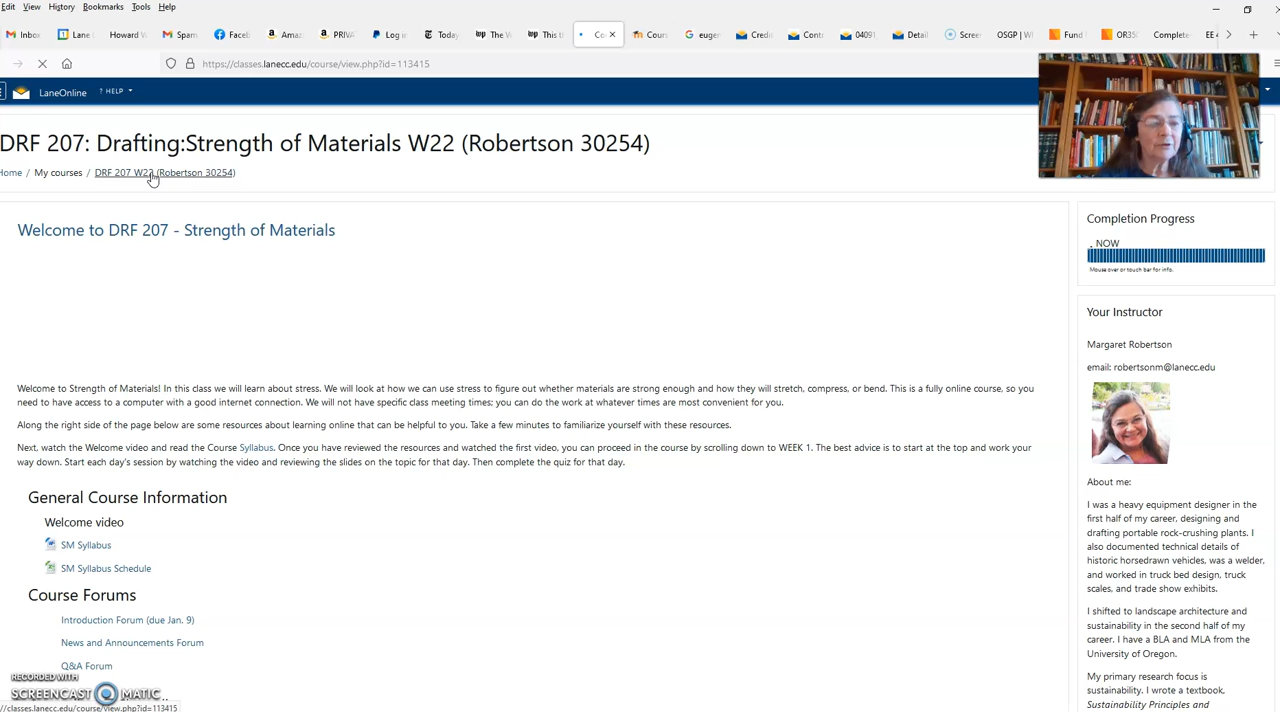 Edit View History Bookmarks Tools Help
Inbox Lane Howard Spam Faceb Amaz PRIVA Log in Today The W This t Co Cours eugen Credi Contr 04091 Detail Screen OSGP | WI Fund OR35 Complete EE 4
https://classes.lanecc.edu/course/view.php?id=113415
LaneOnline ? HELP
DRF 207: Drafting:Strength of Materials W22 (Robertson 30254)
Home / My courses / DRF 207 W22 (Robertson 30254)
Welcome to DRF 207 - Strength of Materials
Welcome to Strength of Materials! In this class we will learn about stress. We will look at how we can use stress to figure out whether materials are strong enough and how they will stretch, compress, or bend. This is a fully online course, so you
need to have access to a computer with a good internet connection. We will not have specific class meeting times; you can do the work at whatever times are most convenient for you.
Along the right side of the page below are some resources about learning online that can be helpful to you. Take a few minutes to familiarize yourself with these resources.
Next, watch the Welcome video and read the Course Syllabus. Once you have reviewed the resources and watched the first video, you can proceed in the course by scrolling down to WEEK 1. The best advice is to start at the top and work your
way down. Start each day's session by watching the video and reviewing the slides on the topic for that day. Then complete the quiz for that day.
General Course Information
Welcome video
SM Syllabus
SM Syllabus Schedule
Course Forums
Introduction Forum (due Jan. 9)
News and Announcements Forum
Q&A Forum
RECORDED WITH
SCREENCAST MATIC
//classes.lanecc.edu/course/view.php?id=113415
Completion Progress
NOW
Mouse over or touch bar for info.
Your Instructor
Margaret Robertson
email: robertsonm@lanecc.edu
About me:
I was a heavy equipment designer in the
first half of my career, designing and
drafting portable rock-crushing plants. I
also documented technical details of
historic horsedrawn vehicles, was a welder,
and worked in truck bed design, truck
scales, and trade show exhibits.
I shifted to landscape architecture and
sustainability in the second half of my
career. I have a BLA and MLA from the
University of Oregon.
My primary research focus is
sustainability. I wrote a textbook,
Sustainability Principles and